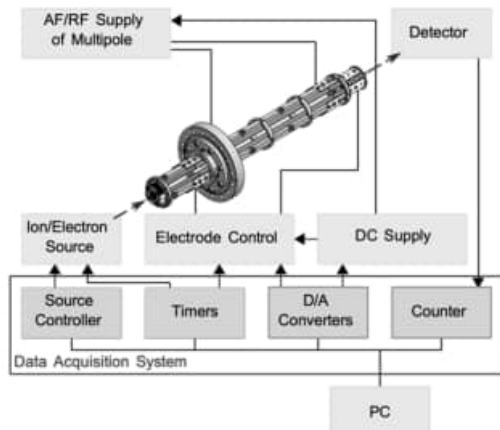 AF/RF Supply
of Multipole
Detector
Ion/Electron
Source
Electrode Control
DC Supply
Source
Controller
Timers
D/A
Converters
Counter
Data Acquisition System
PC